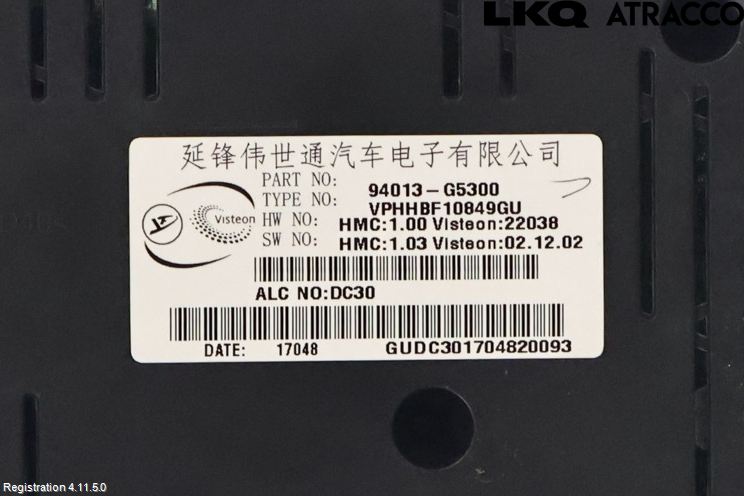 LKQ ATRACCO
延锋伟世通汽车电子有限公司
PART NO: 94013-G5300
TYPE NO: VPHHBF10849GU
Visteon
HW NO: HMC:1.00 Visteon:22038
SW NO: HMC:1.03 Visteon:02.12.02
ALC NO:DC30
DATE: 17048 GUDC301704820093
Registration 4.11.5.0